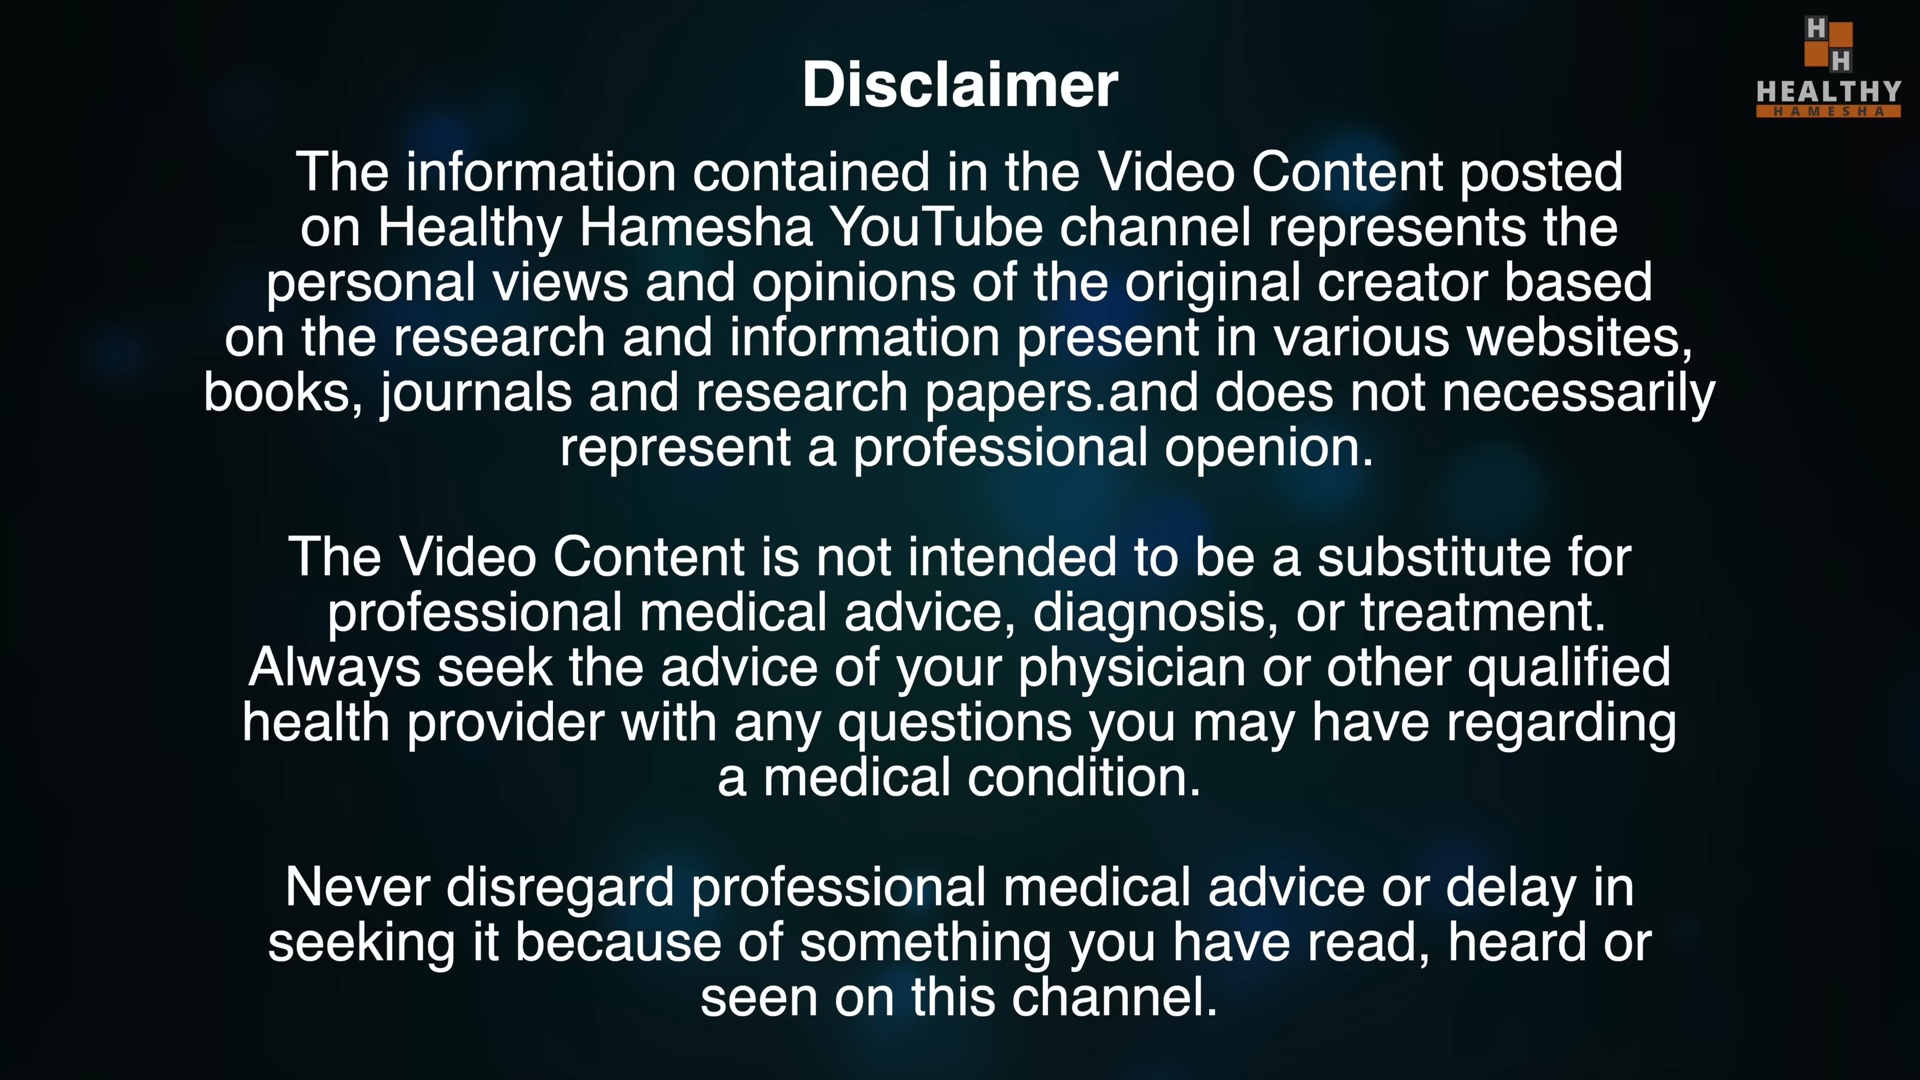 H
H
HEALTHY
HAMESHA
Disclaimer
The information contained in the Video Content posted
on Healthy Hamesha YouTube channel represents the
personal views and opinions of the original creator based
on the research and information present in various websites,
books, journals and research papers.and does not necessarily
represent a professional openion.
The Video Content is not intended to be a substitute for
professional medical advice, diagnosis, or treatment.
Always seek the advice of your physician or other qualified
health provider with any questions you may have regarding
a medical condition.
Never disregard professional medical advice or delay in
seeking it because of something you have read, heard or
seen on this channel.